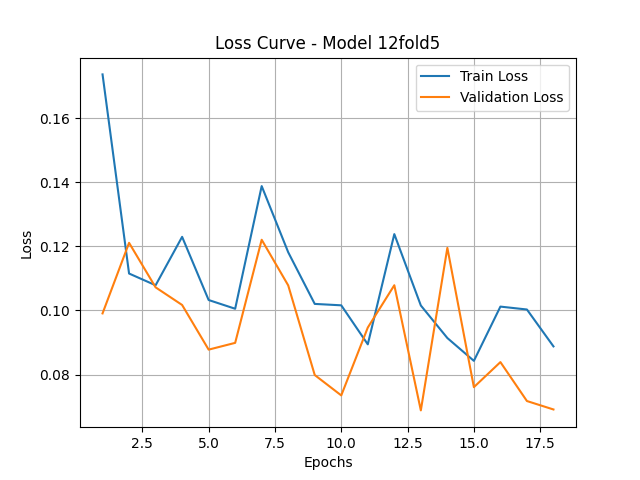 Loss Curve - Model 12fold5
Train Loss
Validation Loss
0.16
0.14
0.12
0.10
0.08
Loss
2.5 5.0 7.5 10.0 12.5 15.0 17.5
Epochs